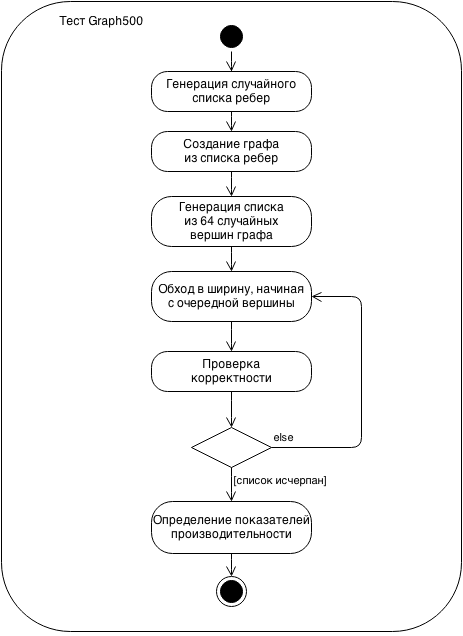 Тест Graph500
Генерация случайного
списка ребер
Создание графа
из списка ребер
Генерация списка
из 64 случайных
вершин графа
Обход в ширину, начиная
с очередной вершины
Проверка
корректности
else
[список исчерпан]
Определение показателей
производительности